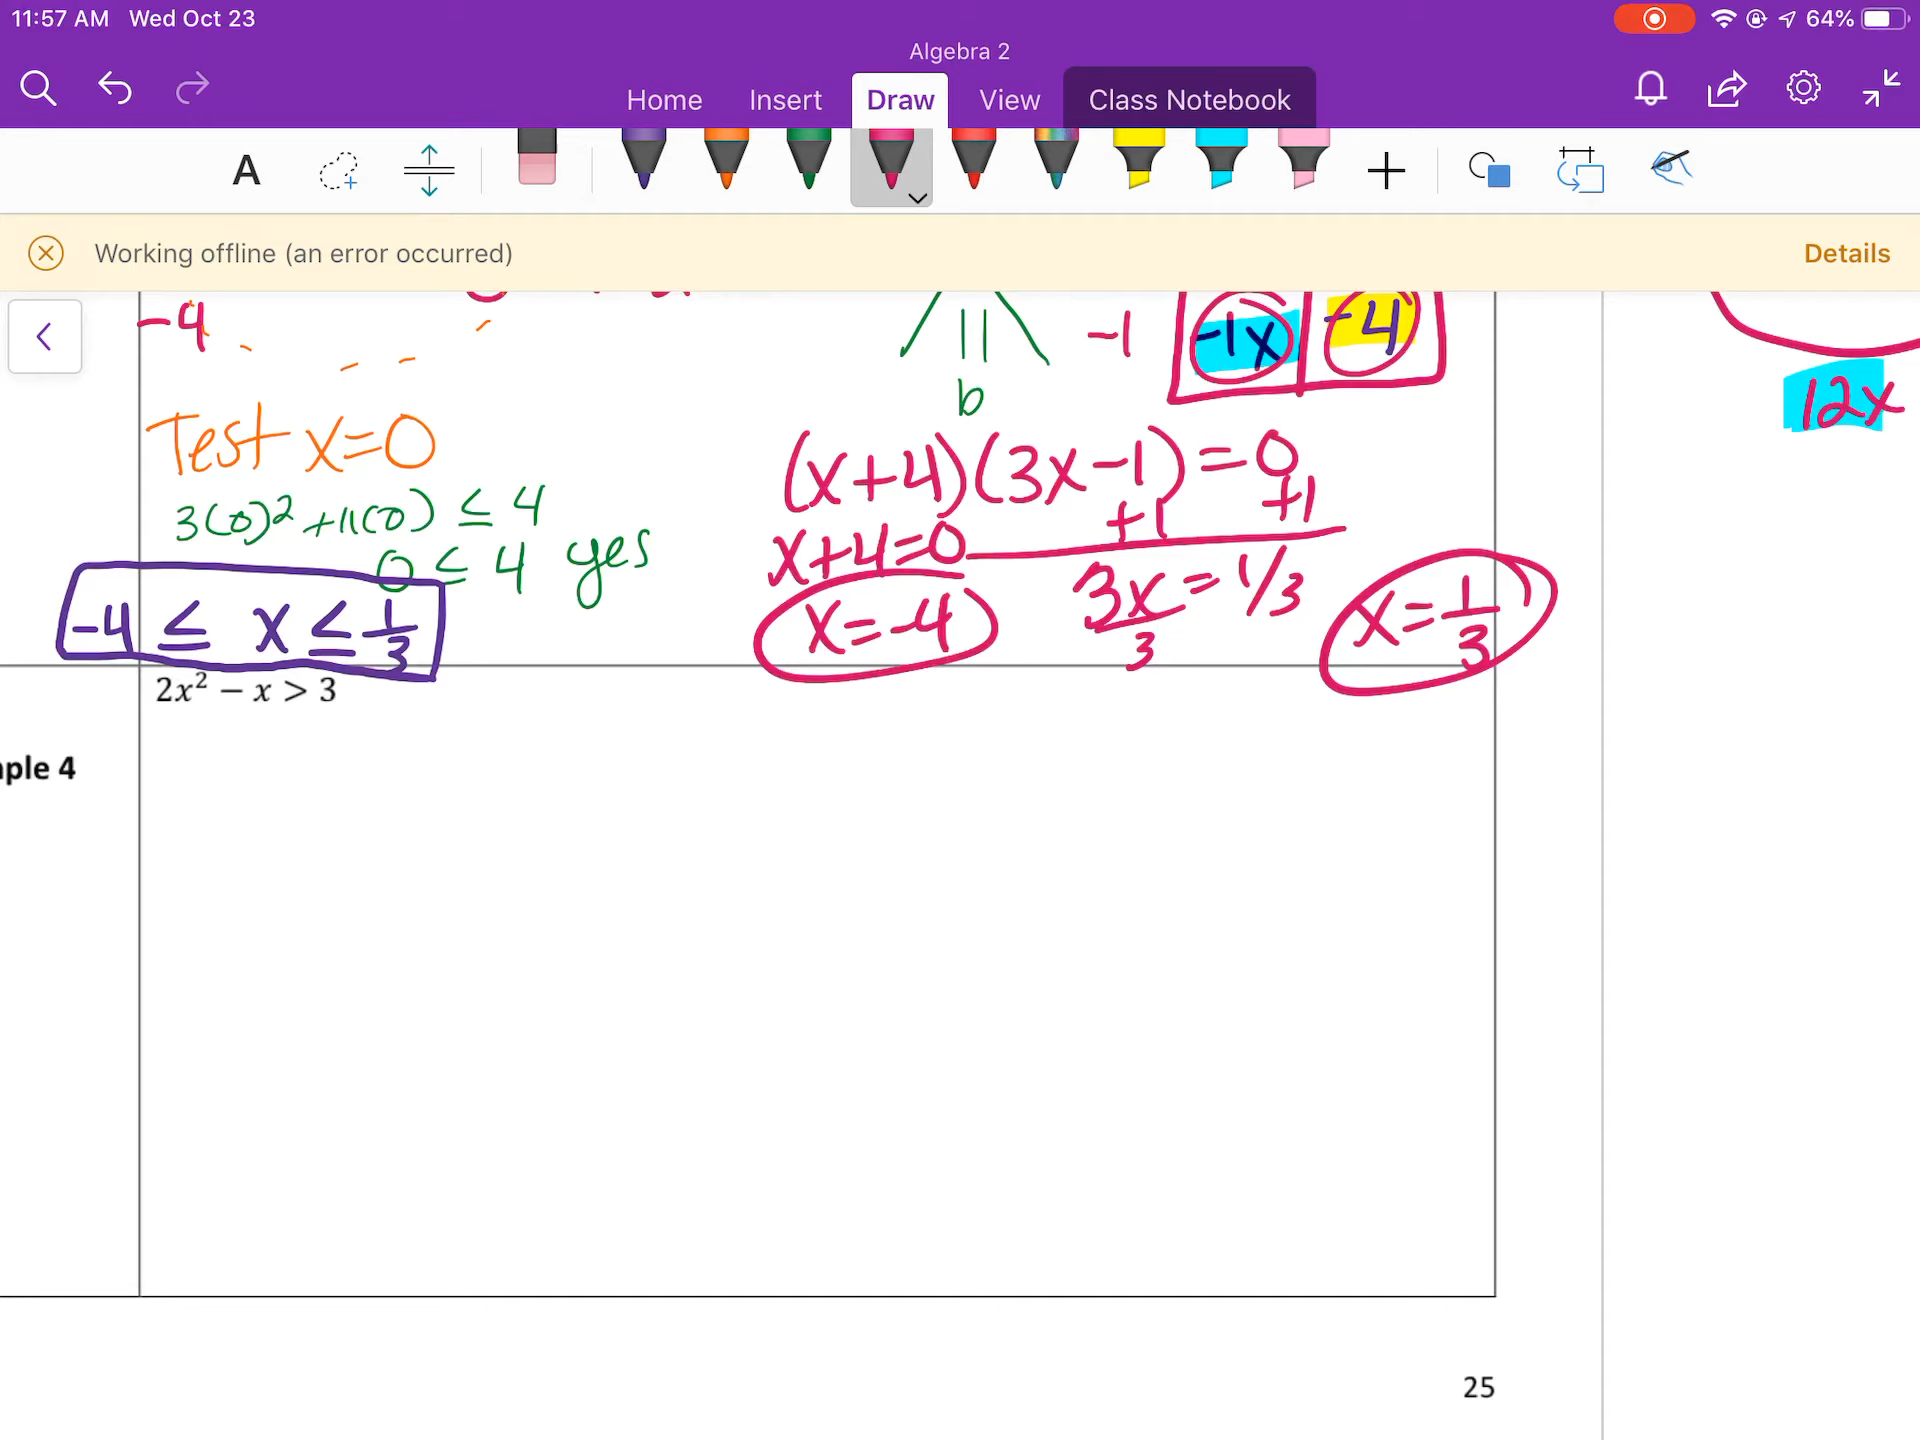 11:57 AM Wed Oct 23
64%
Algebra 2
Home Insert Draw View Class Notebook
A
Working offline (an error occurred)
Details
-4
11
b
-1
-1x
-4
12x
Test x=0
3(0)² +11(0) ≤ 4
0 ≤ 4 yes
-4 ≤ x ≤ 1/3
(x+4)(3x-1)=0
+1 +1
x+4=0
x=-4
3x = 1/3
3
x=1/3
2x² − x > 3
ple 4
25